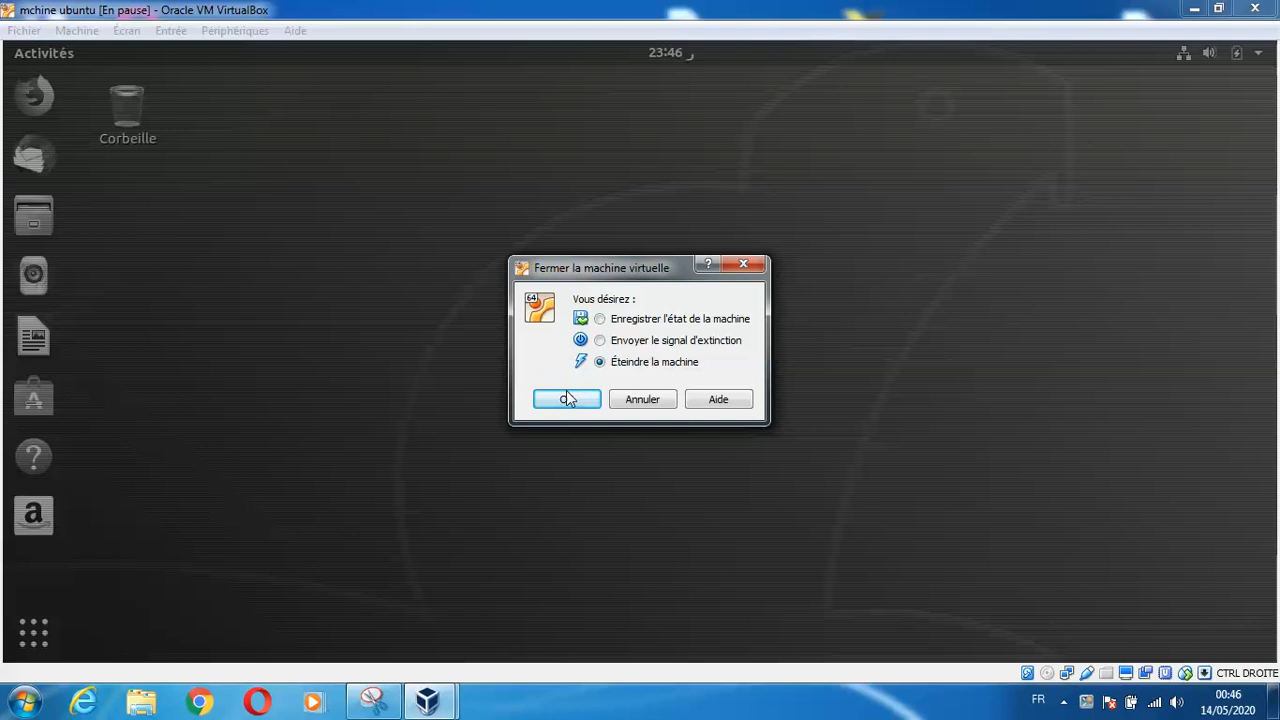 mchine ubuntu [En pause] - Oracle VM VirtualBox
Fichier Machine Écran Entrée Périphériques Aide
Activités
23:46 ر
Corbeille
Fermer la machine virtuelle
64
Vous désirez :
Enregistrer l'état de la machine
Envoyer le signal d'extinction
Éteindre la machine
Annuler
Aide
CTRL DROITE
FR
00:46
14/05/2020